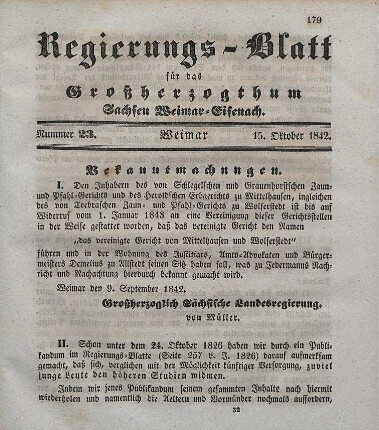 179
Regierungs-Blatt
für das
Großherzogthum
Sachsen Weimar-Eisenach.
Nummer 23. Weimar 15. Oktober 1842.
Bekanntmachungen.
I. Den Inhabern des von Schlegelschen und Grauenhorstschen Zaun-
und Pfahl-Gerichts und des Heroldschen Erbgerichts zu Mittelhausen, ingleichen
des von Trebraschen Zaun- und Pfahl-Gerichts zu Wolferstedt ist bis auf
Widerruf vom 1. Januar 1843 an eine Vereinigung dieser Gerichtsstellen
in der Weise gestattet worden, daß das vereinigte Gericht den Namen
„das vereinigte Gericht von Mittelhausen und Wolferstedt“
führen und in der Wohnung des Justitiars, Amts-Advokaten und Bürger-
meisters Demelius zu Allstedt seinen Sitz haben soll, was zu Jedermanns Nach-
richt und Nachachtung hierdurch bekannt gemacht wird.
Weimar den 9. September 1842.
Großherzoglich Sächsische Landesregierung.
von Müller.
II. Schon unter dem 24. Oktober 1826 haben wir durch ein Publi-
kandum im Regierungs-Blatte (Seite 257 v. J. 1826) darauf aufmerksam
gemacht, daß sich, verglichen mit der Möglichkeit künftiger Versorgung, zu viel
junge Leute den höheren Studien widmen.
Indem wir jenes Publikandum seinem gesammten Inhalte nach hiermit
wiederholen und namentlich die Aeltern und Vormünder nochmals auffordern,
32